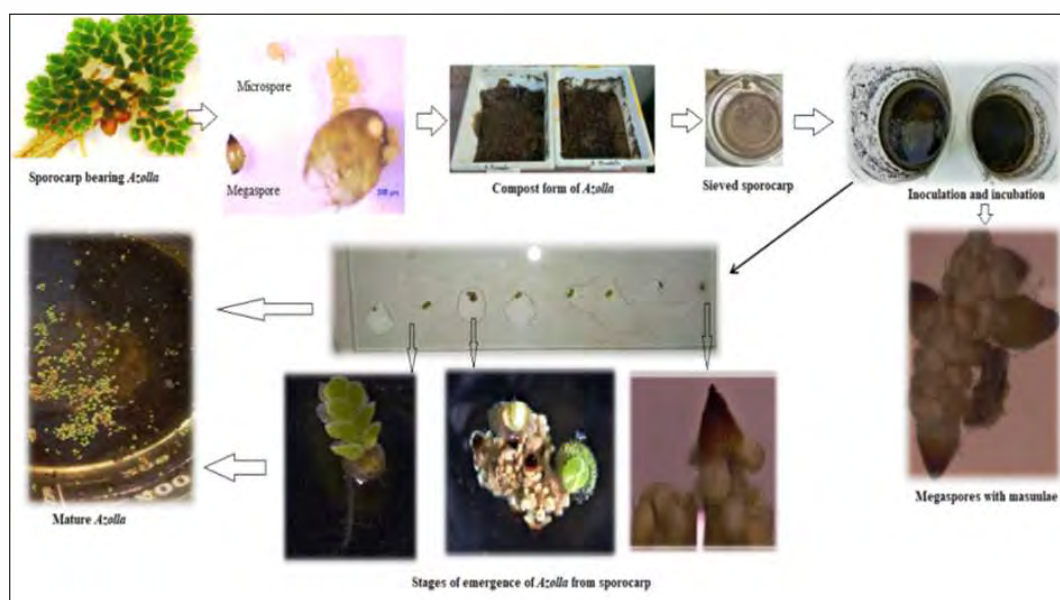 Microspore
Megaspore
Sporocarp bearing Azolla
Compost form of Azolla
Sieved sporocarp
Inoculation and incubation
Megaspores with masuulae
Mature Azolla
Stages of emergence of Azolla from sporocarp